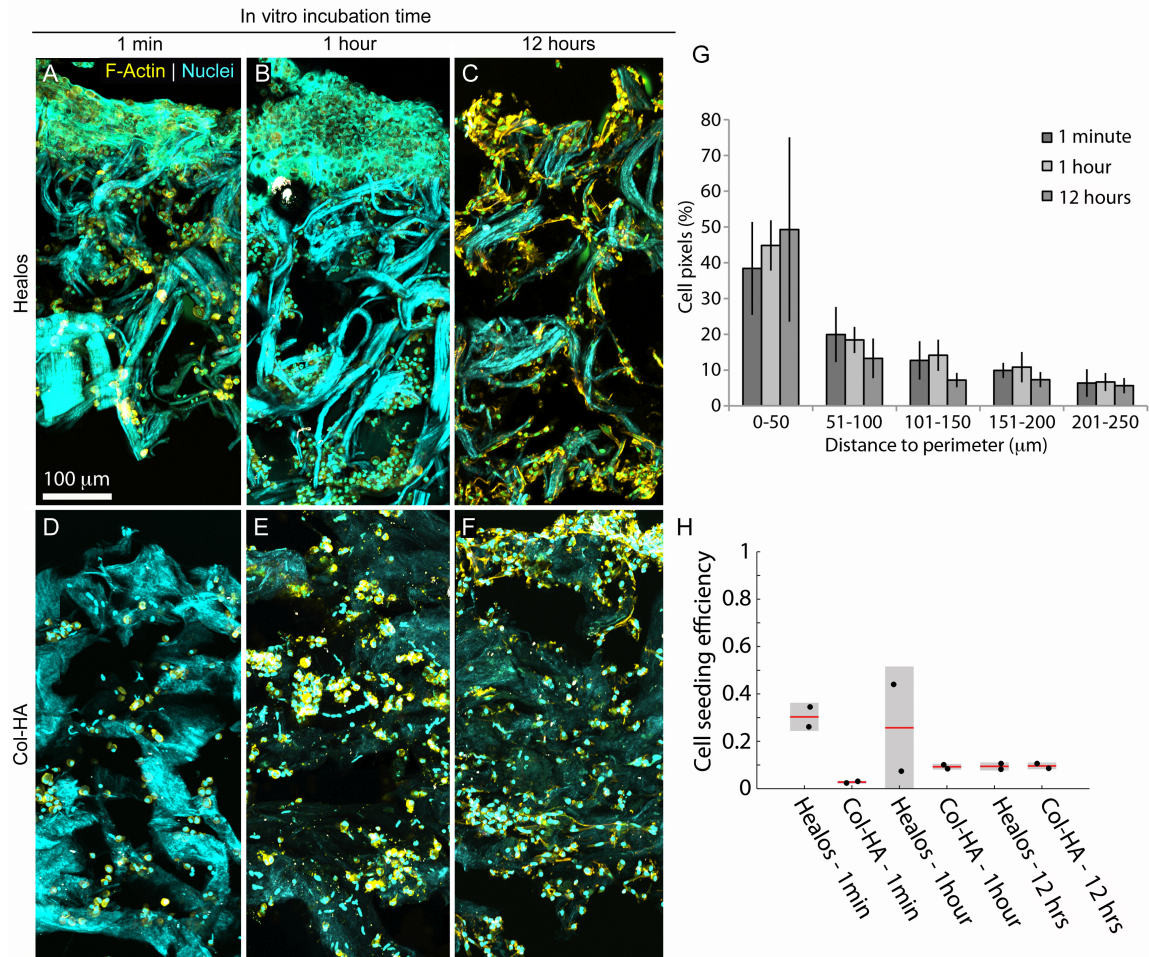 In vitro incubation time
1 min
1 hour
12 hours
Healos
A
F-Actin | Nuclei
B
C
100 µm
Col-HA
D
E
F
G
80
70
60
50
40
30
20
10
0
Cell pixels (%)
1 minute
1 hour
12 hours
0-50
51-100
101-150
151-200
201-250
Distance to perimeter (µm)
H
1
0.8
0.6
0.4
0.2
0
Cell seeding efficiency
Healos - 1min
Col-HA - 1min
Healos - 1hour
Col-HA - 1hour
Healos - 12 hrs
Col-HA - 12 hrs